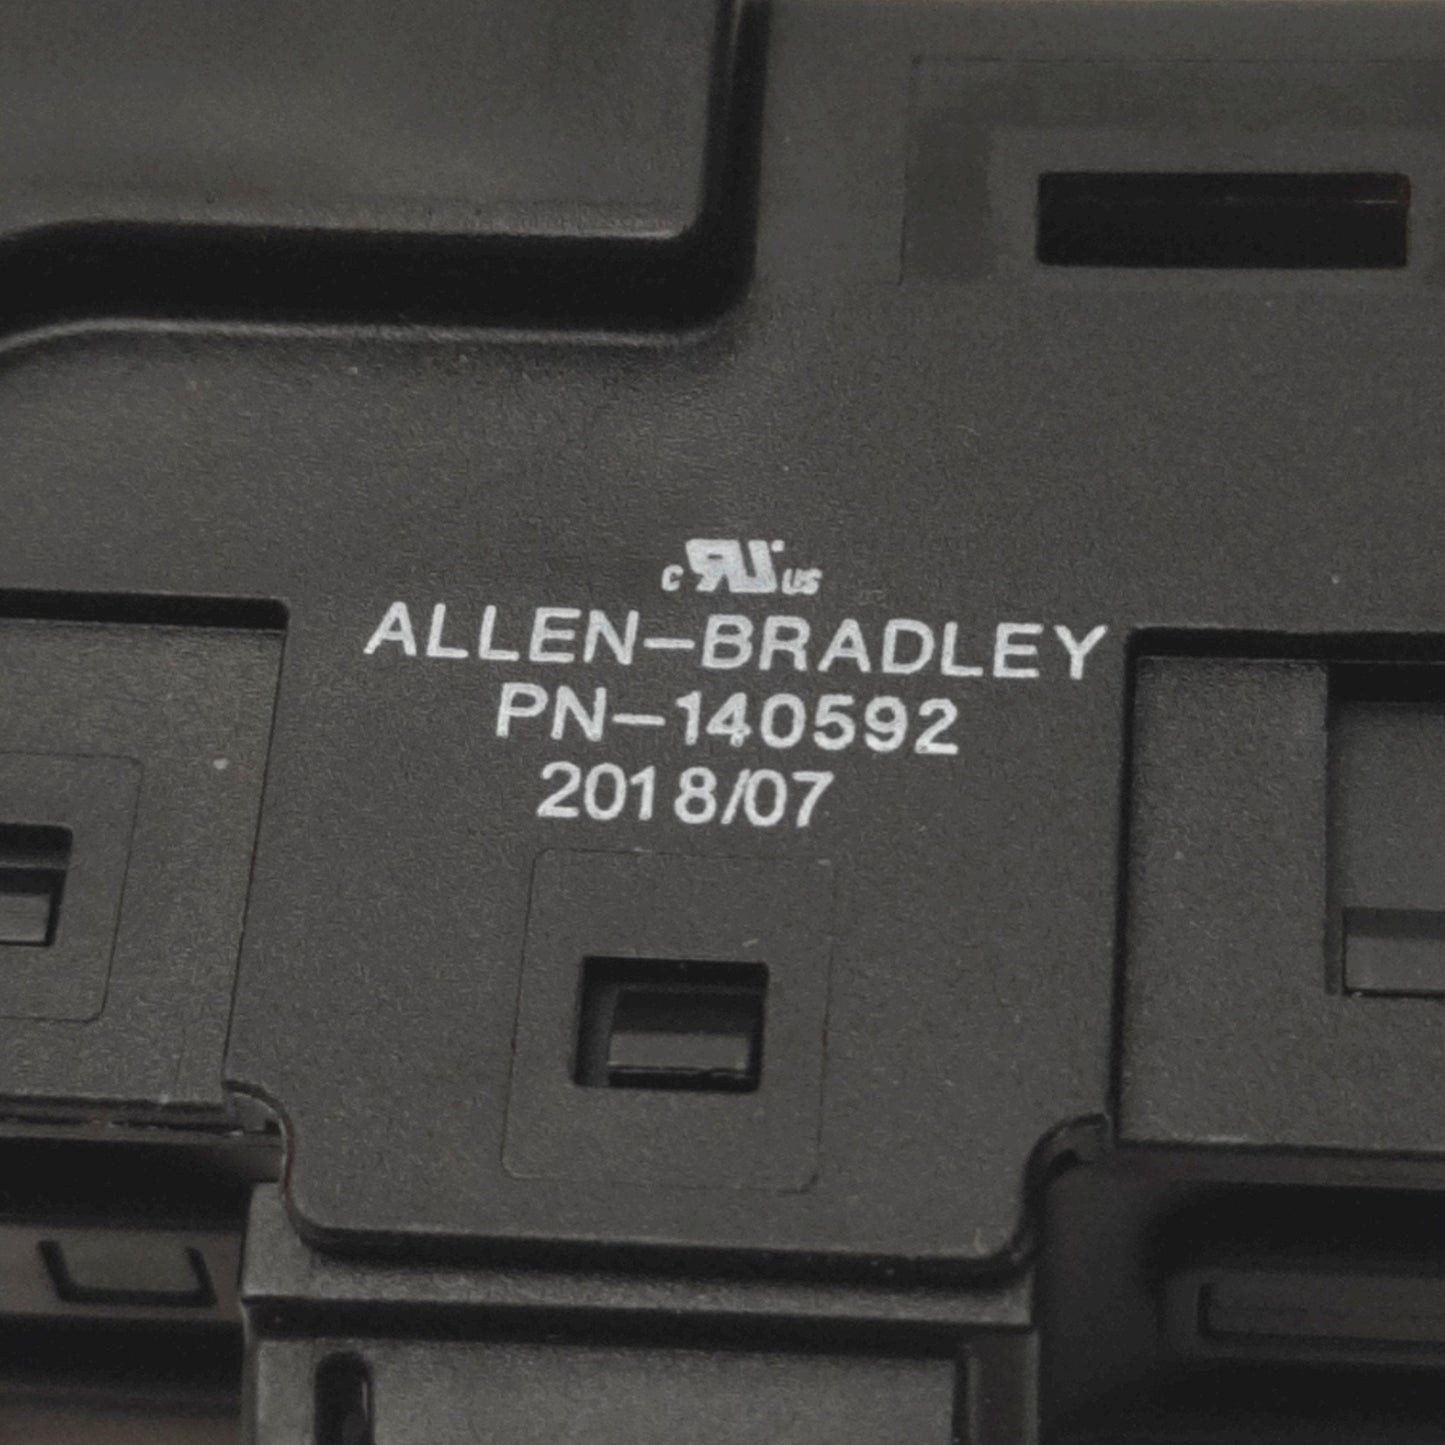 c RU US
ALLEN-BRADLEY
PN-140592
2018/07